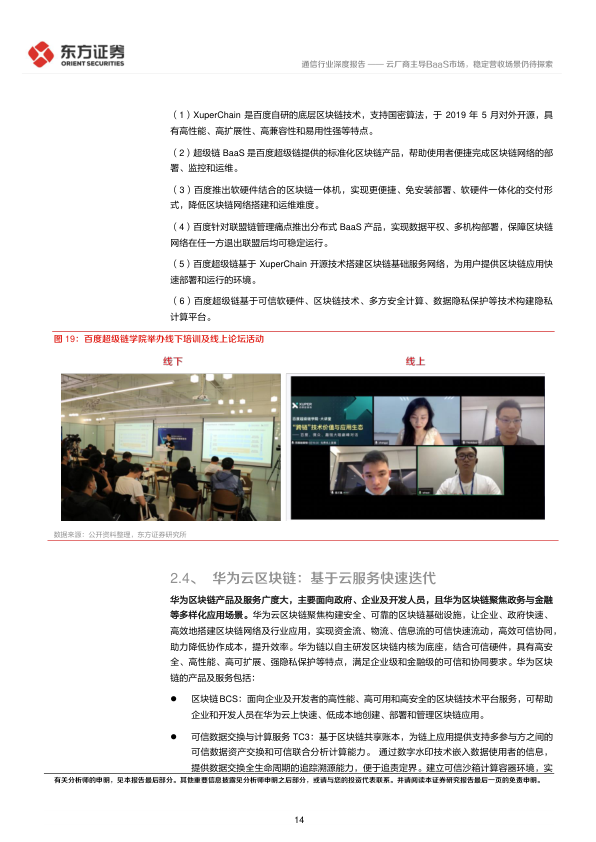 东方证券
ORIENT SECURITIES
通信行业深度报告 —— 云厂商主导BaaS市场，稳定营收场景仍待探索
（1）XuperChain 是百度自研的底层区块链技术，支持国密算法，于 2019 年 5 月对外开源，具
有高性能、高扩展性、高兼容性和易用性强等特点。
（2）超级链 BaaS 是百度超级链提供的标准化区块链产品，帮助使用者便捷完成区块链网络的部
署、监控和运维。
（3）百度推出软硬件结合的区块链一体机，实现更便捷、免安装部署、软硬件一体化的交付形
式，降低区块链网络搭建和运维难度。
（4）百度针对联盟链管理痛点推出分布式 BaaS 产品，实现数据平权、多机构部署，保障区块链
网络在任一方退出联盟后均可稳定运行。
（5）百度超级链基于 XuperChain 开源技术搭建区块链基础服务网络，为用户提供区块链应用快
速部署和运行的环境。
（6）百度超级链基于可信软硬件、区块链技术、多方安全计算、数据隐私保护等技术构建隐私
计算平台。
图 19：百度超级链学院举办线下培训及线上论坛活动
线下
线上
XUPER
百度超级链学院·大讲堂
“跨链”技术价值与应用生态
数据来源：公开资料整理，东方证券研究所
2.4、 华为云区块链：基于云服务快速迭代
华为区块链产品及服务广度大，主要面向政府、企业及开发人员，且华为区块链聚焦政务与金融
等多样化应用场景。华为云区块链聚焦构建安全、可靠的区块链基础设施，让企业、政府快速、
高效地搭建区块链网络及行业应用，实现资金流、物流、信息流的可信快速流动，高效可信协同，
助力降低协作成本，提升效率。华为链以自主研发区块链内核为底座，结合可信硬件，具有高安
全、高性能、高可扩展、强隐私保护等特点，满足企业级和金融级的可信和协同要求。华为区块
链的产品及服务包括：
● 区块链 BCS：面向企业及开发者的高性能、高可用和高安全的区块链技术平台服务，可帮助
企业和开发人员在华为云上快速、低成本地创建、部署和管理区块链应用。
● 可信数据交换与计算服务 TC3：基于区块链共享账本，为链上应用提供支持多参与方之间的
可信数据资产交换和可信联合分析计算能力。 通过数字水印技术嵌入数据使用者的信息，
提供数据交换全生命周期的追踪溯源能力，便于追责定界。建立可信沙箱计算容器环境，实
有关分析师的申明，见本报告最后部分。其他重要信息披露见分析师申明之后部分，或请与您的投资代表联系。并请阅读本证券研究报告最后一页的免责申明。
14